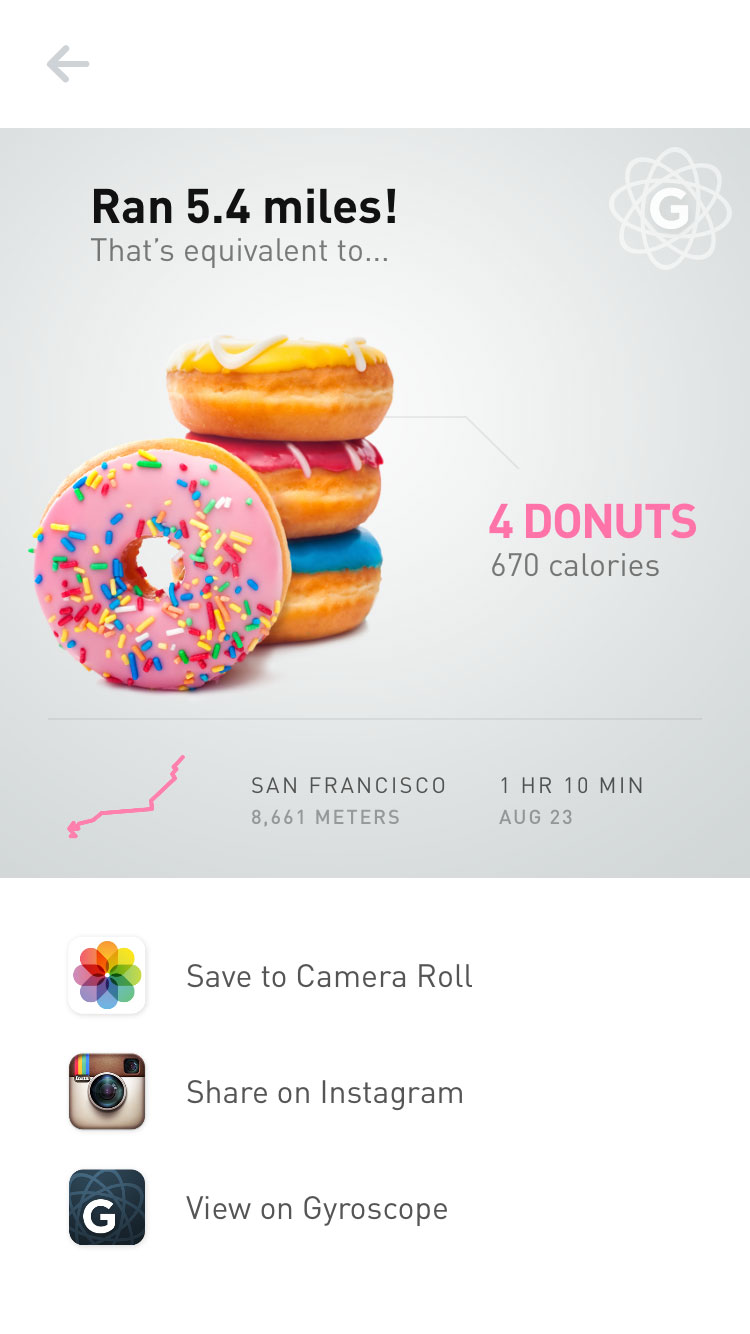 Ran 5.4 miles!
That's equivalent to...
G
4 DONUTS
670 calories
SAN FRANCISCO
8,661 METERS
1 HR 10 MIN
AUG 23
Save to Camera Roll
Share on Instagram
G
View on Gyroscope